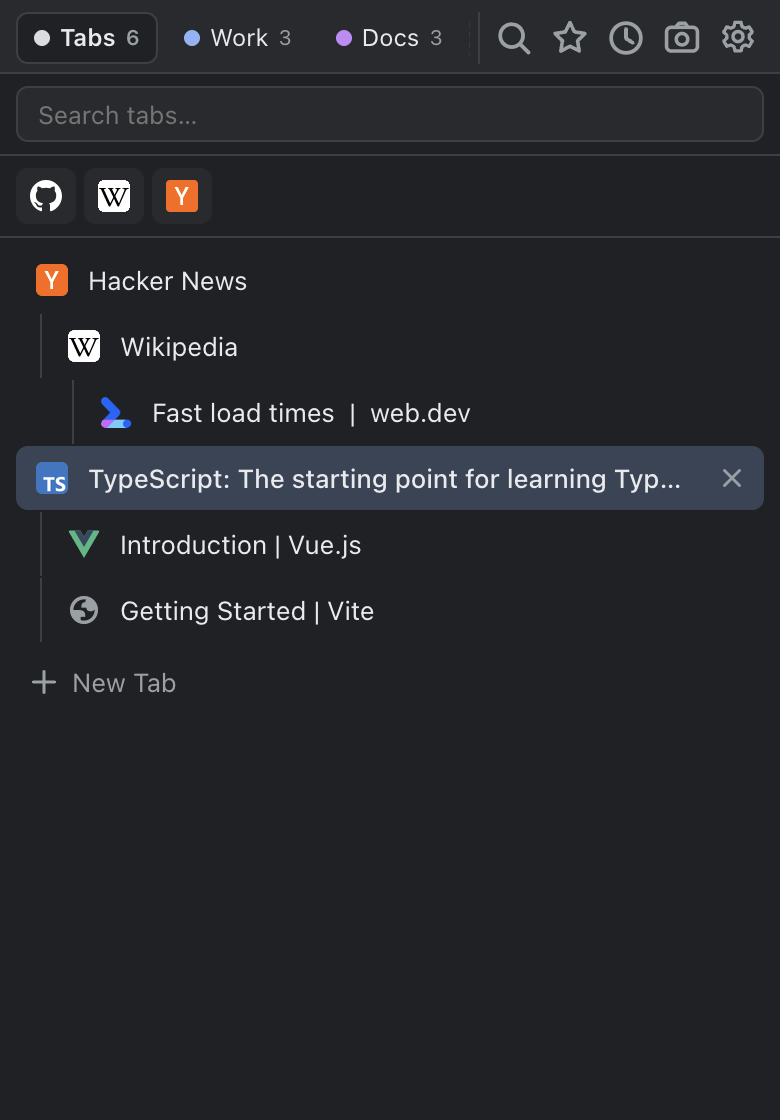 Tabs 6 Work 3 Docs 3
Search tabs...
W Y
Y Hacker News
W Wikipedia
Fast load times | web.dev
TS TypeScript: The starting point for learning Typ...
Introduction | Vue.js
Getting Started | Vite
New Tab